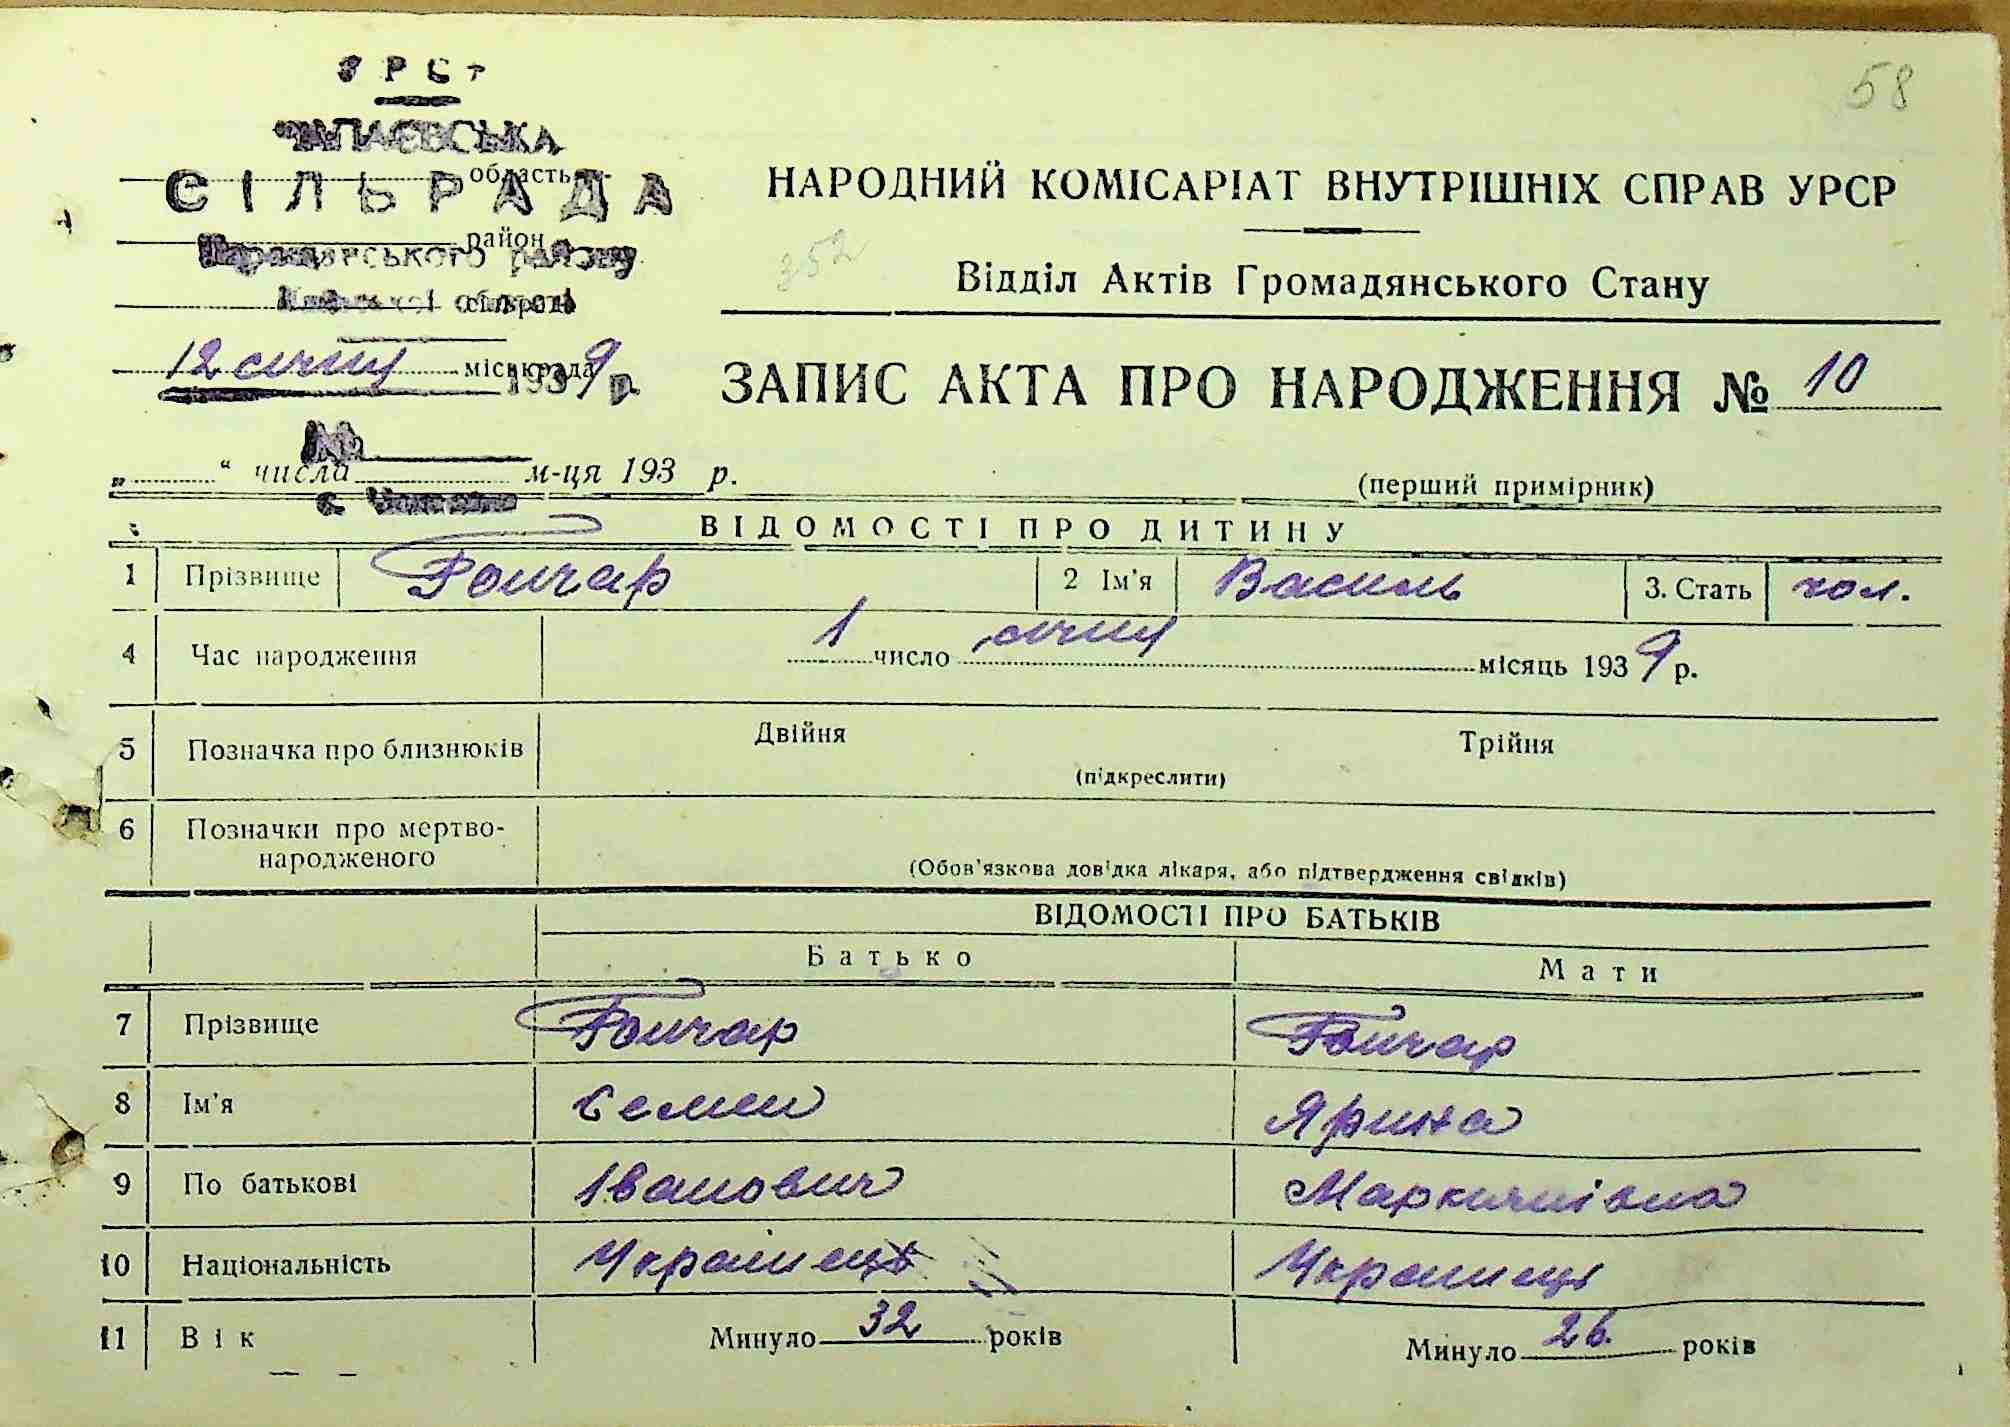 УРСР
58
ЧАПАЄВСЬКА
область
СІЛЬРАДА
НАРОДНИЙ КОМІСАРІАТ ВНУТРІШНІХ СПРАВ УРСР
район
району
352
Відділ Актів Громадянського Стану
12 січня 1939 р.
міськрада
ЗАПИС АКТА ПРО НАРОДЖЕННЯ № 10
№
„ “ числа м-ця 193 р.
(перший примірник)
ВІДОМОСТІ ПРО ДИТИНУ
1 Прізвище Гончар 2 Ім'я Василь 3. Стать чол.
4 Час народження 1 число січня місяць 1939 р.
5 Позначка про близнюків Двійня Трійня
(підкреслити)
6 Позначки про мертво-
народженого
(Обов'язкова довідка лікаря, або підтвердження свідків)
ВІДОМОСТІ ПРО БАТЬКІВ
Батько Мати
7 Прізвище Гончар Гончар
8 Ім'я Семен Ярина
9 По батькові Іванович
10 Національність Українець Українець
11 Вік Минуло 32 років Минуло 26 років